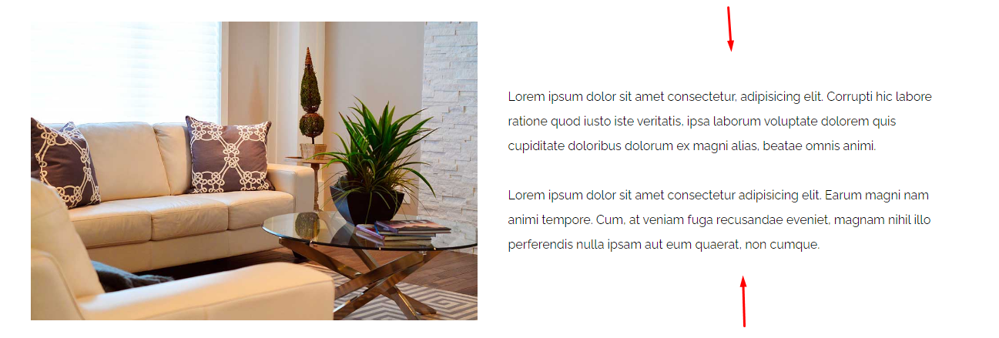 Lorem ipsum dolor sit amet consectetur, adipisicing elit. Corrupti hic labore
ratione quod iusto iste veritatis, ipsa laborum voluptate dolorem quis
cupiditate doloribus dolorum ex magni alias, beatae omnis animi.
Lorem ipsum dolor sit amet consectetur adipisicing elit. Earum magni nam
animi tempore. Cum, at veniam fuga recusandae eveniet, magnam nihil illo
perferendis nulla ipsam aut eum quaerat, non cumque.